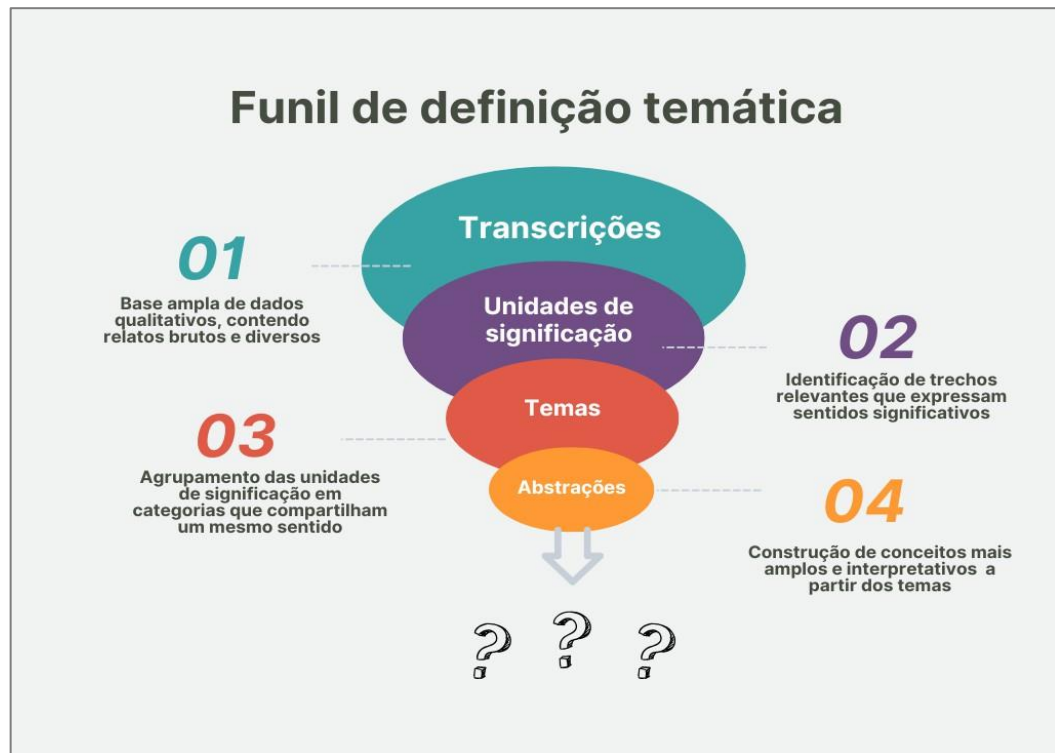 Funil de definição temática
Transcrições
01
Base ampla de dados
qualitativos, contendo
relatos brutos e diversos
Unidades de
significação
02
Identificação de trechos
relevantes que expressam
sentidos significativos
Temas
03
Agrupamento das unidades
de significação em
categorias que compartilham
um mesmo sentido
Abstrações
04
Construção de conceitos mais
amplos e interpretativos a
partir dos temas
? ? ?